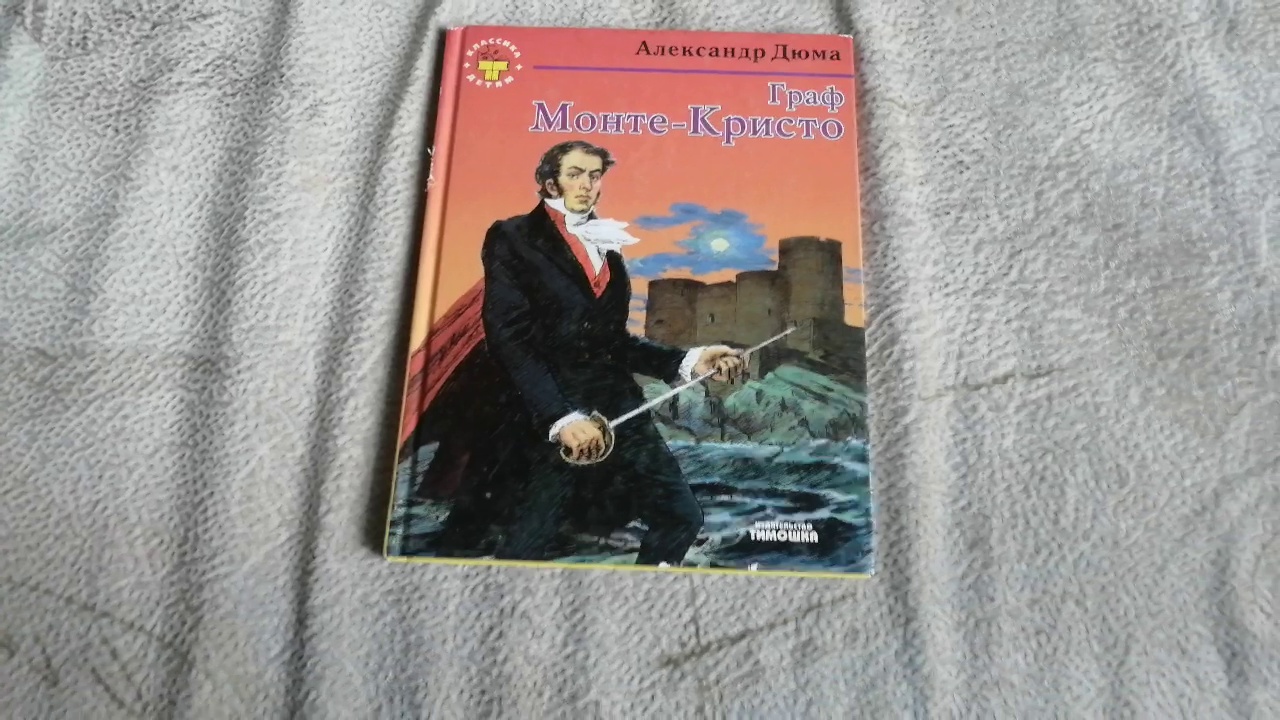 КЛАССИКА
ДЕТЯМ
Александр Дюма
Граф
Монте-Кристо
ИЗДАТЕЛЬСТВО
ТИМОШКА